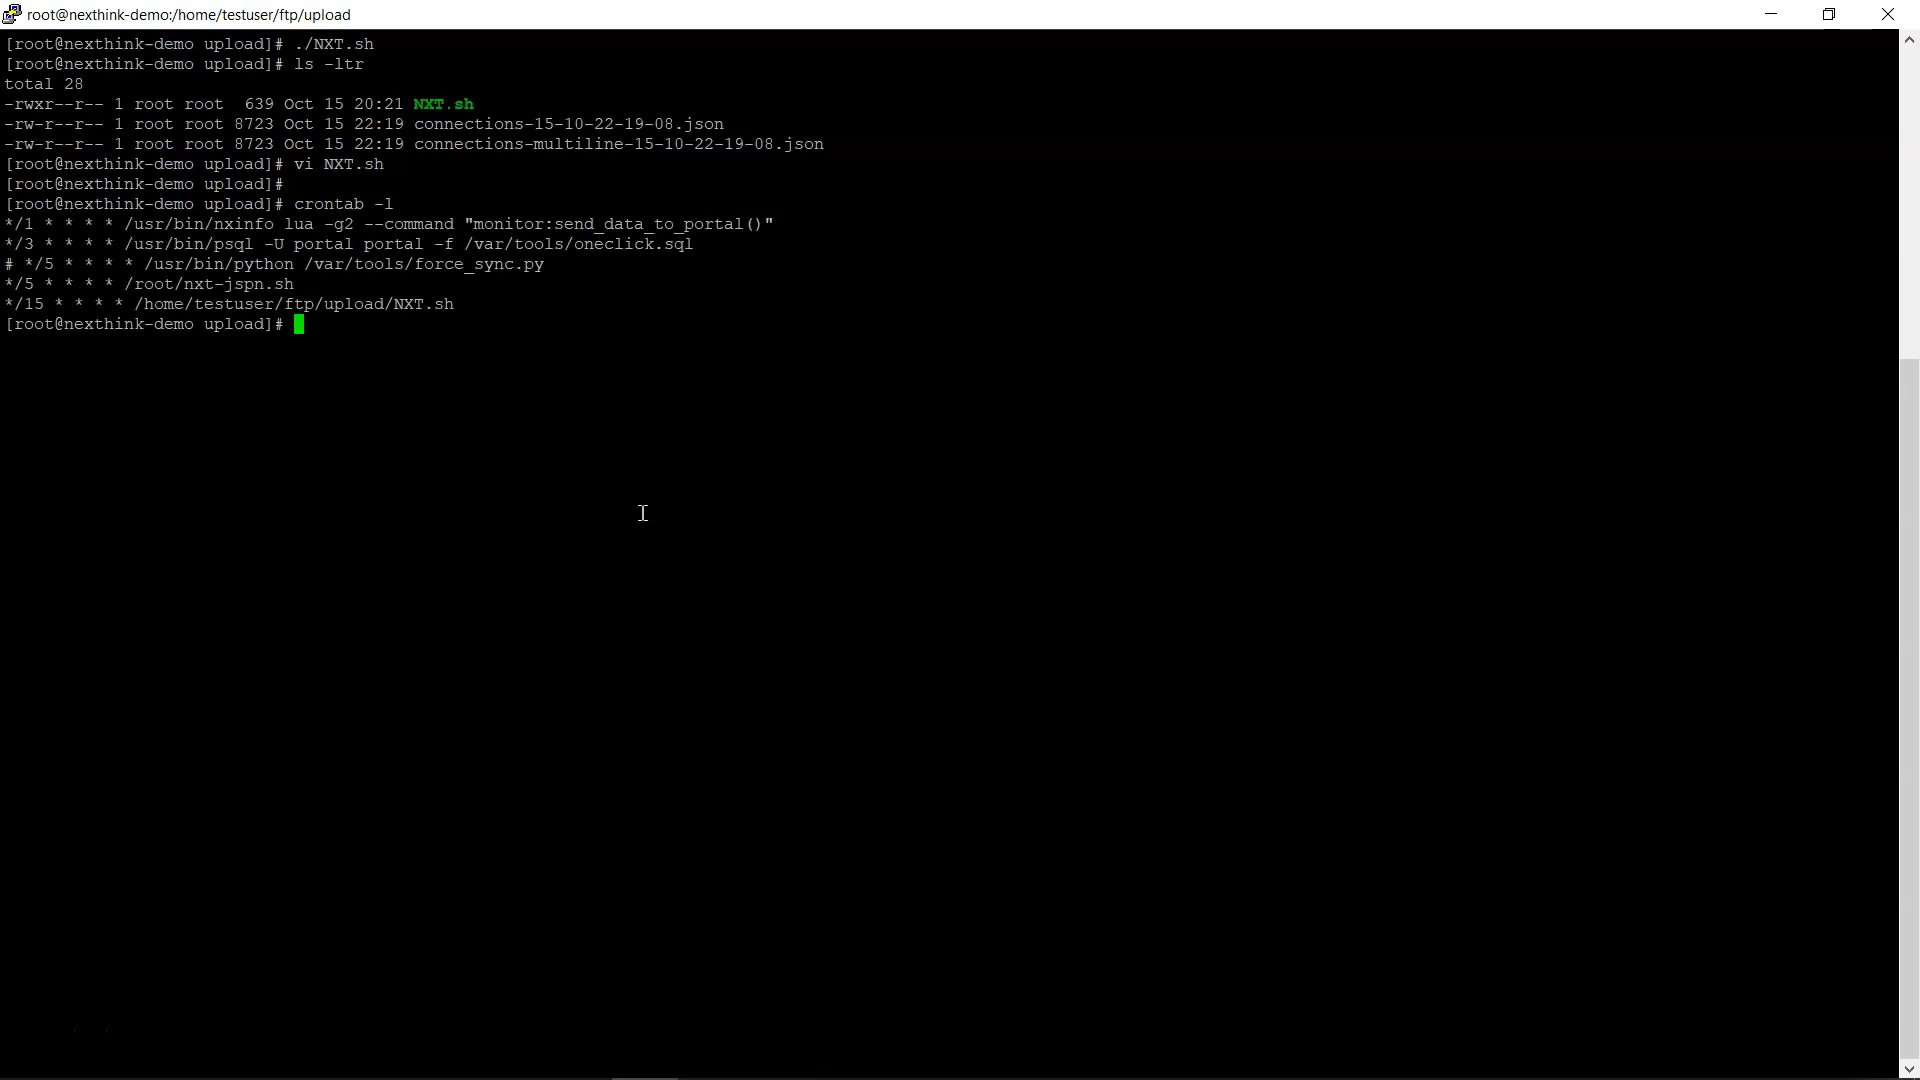 root@nexthink-demo:/home/testuser/ftp/upload
[root@nexthink-demo upload]# ./NXT.sh
[root@nexthink-demo upload]# ls -ltr
total 28
-rwxr--r-- 1 root root  639 Oct 15 20:21 NXT.sh
-rw-r--r-- 1 root root 8723 Oct 15 22:19 connections-15-10-22-19-08.json
-rw-r--r-- 1 root root 8723 Oct 15 22:19 connections-multiline-15-10-22-19-08.json
[root@nexthink-demo upload]# vi NXT.sh
[root@nexthink-demo upload]#
[root@nexthink-demo upload]# crontab -l
*/1 * * * * /usr/bin/nxinfo lua -g2 --command "monitor:send_data_to_portal()"
*/3 * * * * /usr/bin/psql -U portal portal -f /var/tools/oneclick.sql
# */5 * * * * /usr/bin/python /var/tools/force_sync.py
*/5 * * * * /root/nxt-jspn.sh
*/15 * * * * /home/testuser/ftp/upload/NXT.sh
[root@nexthink-demo upload]#